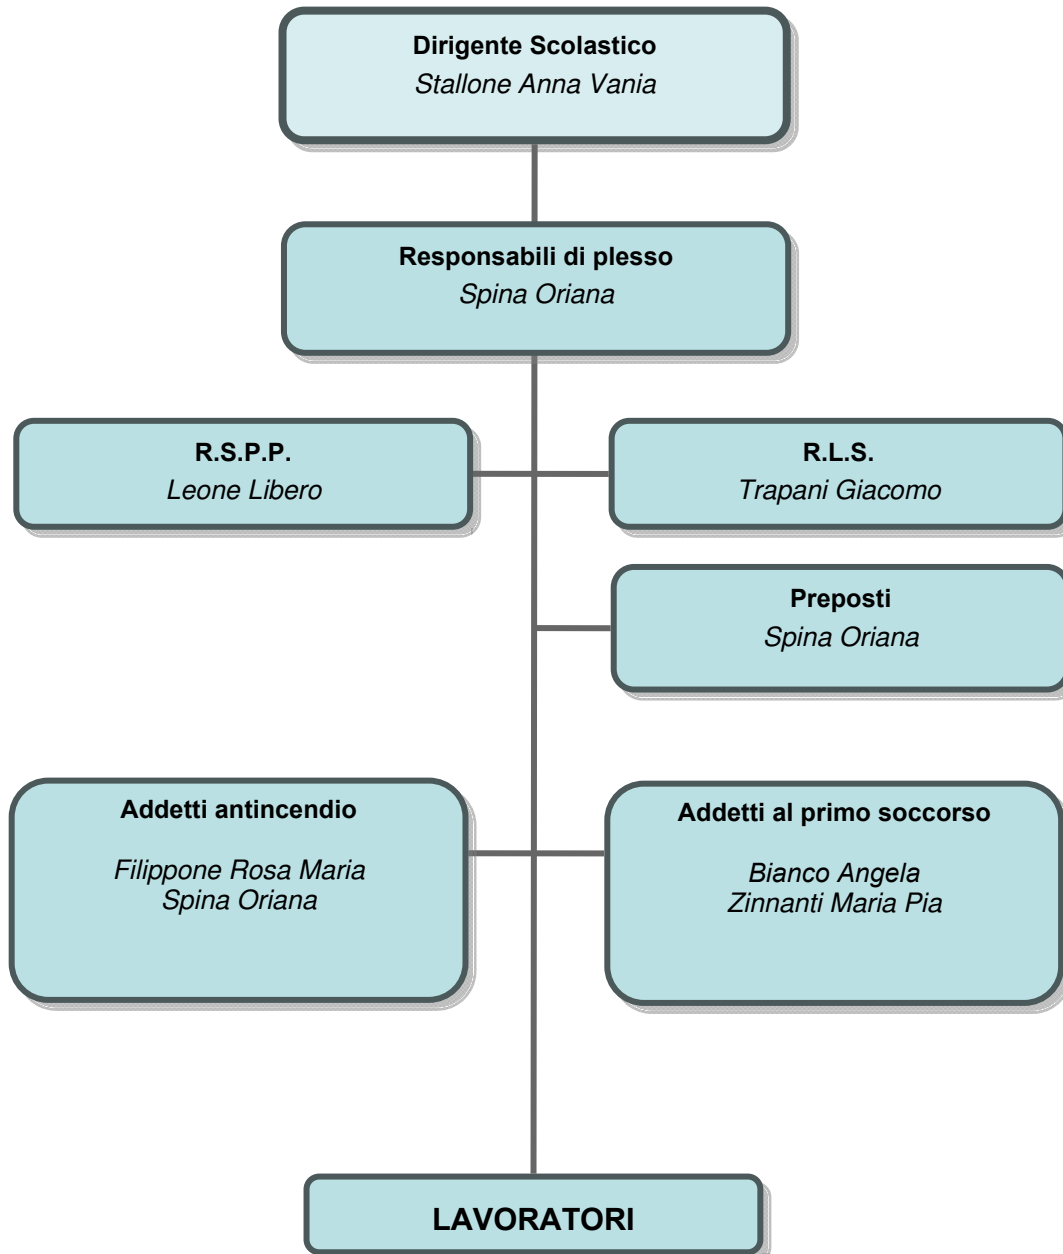 Dirigente Scolastico
Stallone Anna Vania
Responsabili di plesso
Spina Oriana
R.S.P.P.
Leone Libero
R.L.S.
Trapani Giacomo
Preposti
Spina Oriana
Addetti antincendio
Filippone Rosa Maria
Spina Oriana
Addetti al primo soccorso
Bianco Angela
Zinnanti Maria Pia
LAVORATORI